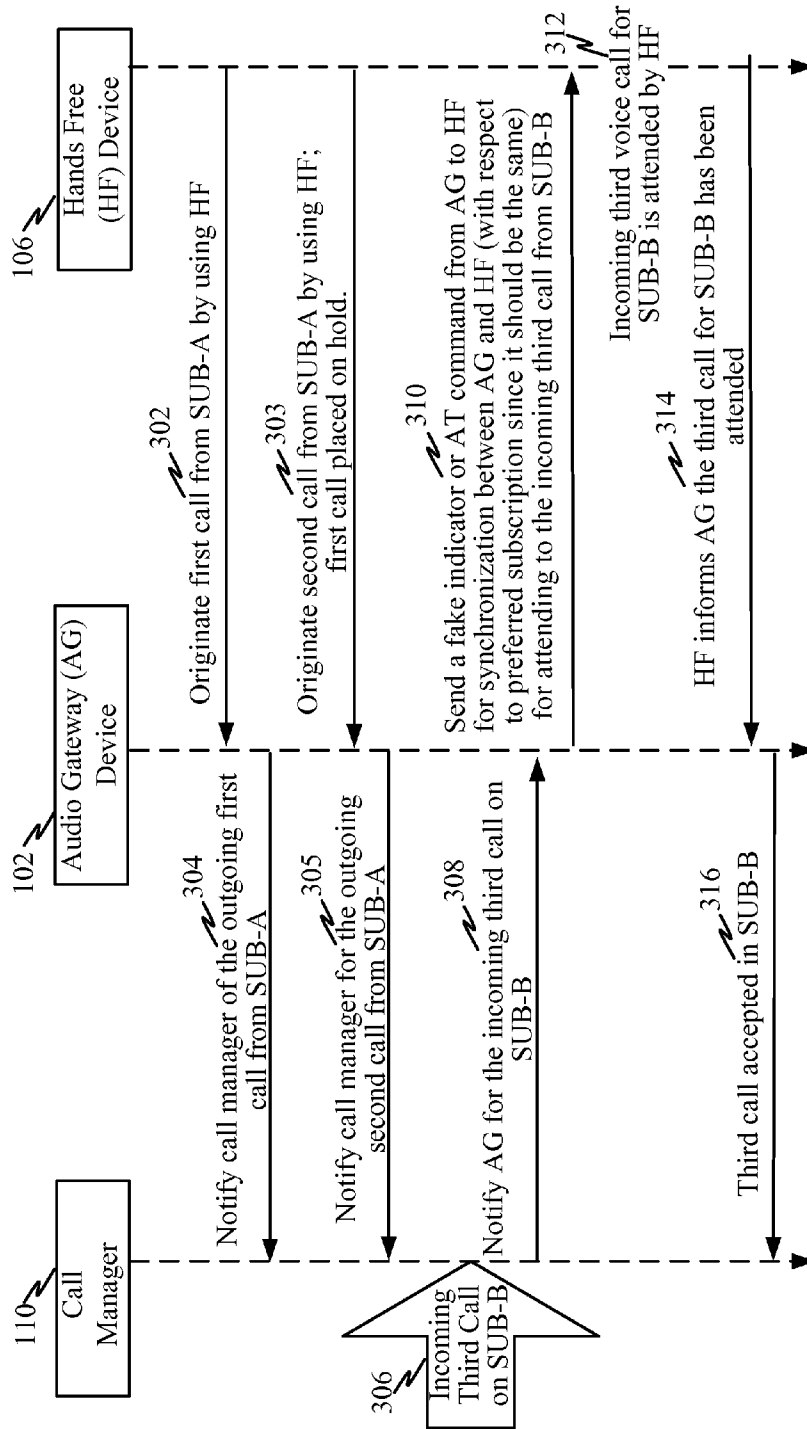 110
Call
Manager
102
Audio Gateway (AG)
Device
106
Hands Free
(HF) Device
302
Originate first call from SUB-A by using HF
304
Notify call manager of the outgoing first
call from SUB-A
303
Originate second call from SUB-A by using HF;
first call placed on hold.
305
Notify call manager for the outgoing
second call from SUB-A
306
Incoming
Third Call
on SUB-B
308
Notify AG for the incoming third call on
SUB-B
310
Send a fake indicator or AT command from AG to HF
for synchronization between AG and HF (with respect
to preferred subscription since it should be the same)
for attending to the incoming third call from SUB-B
312
Incoming third voice call for
SUB-B is attended by HF
314
HF informs AG the third call for SUB-B has been
attended
316
Third call accepted in SUB-B